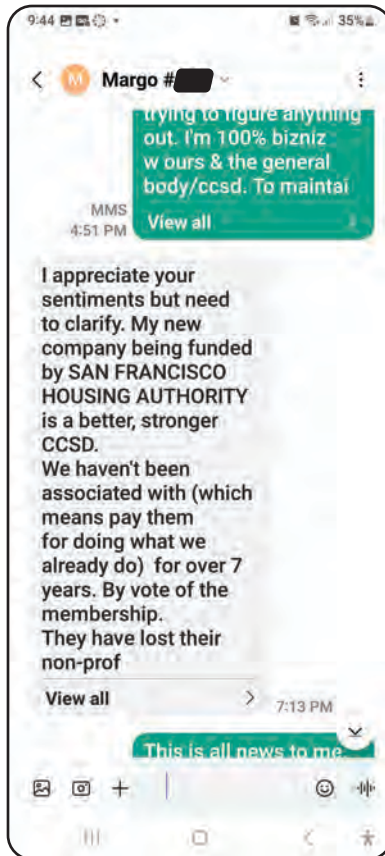 9:44
35%
M Margo #
trying to figure anything
out. I'm 100% bizniz
w ours & the general
body/ccsd. To maintai
View all
MMS
4:51 PM
I appreciate your
sentiments but need
to clarify. My new
company being funded
by SAN FRANCISCO
HOUSING AUTHORITY
is a better, stronger
CCSD.
We haven't been
associated with (which
means pay them
for doing what we
already do) for over 7
years. By vote of the
membership.
They have lost their
non-prof
View all
7:13 PM
This is all news to me